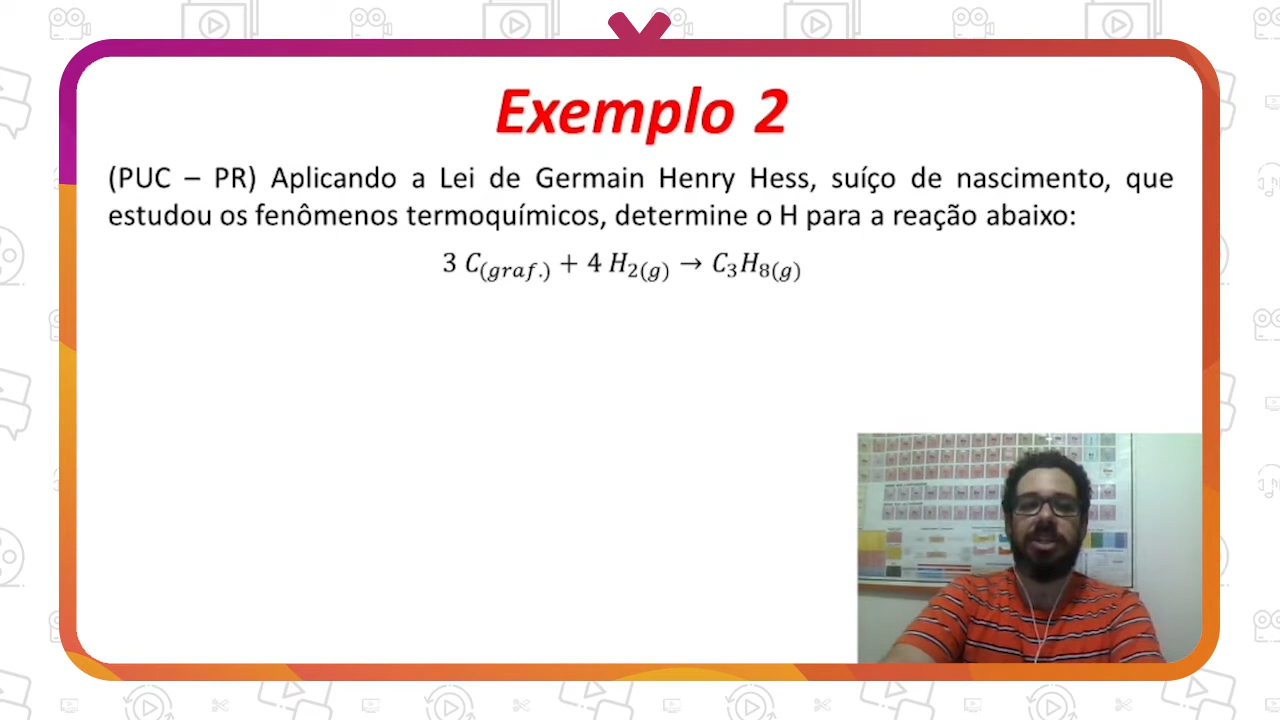 Exemplo 2
(PUC – PR) Aplicando a Lei de Germain Henry Hess, suíço de nascimento, que
estudou os fenômenos termoquímicos, determine o H para a reação abaixo:
3 C(graf.) + 4 H2(g) → C3H8(g)